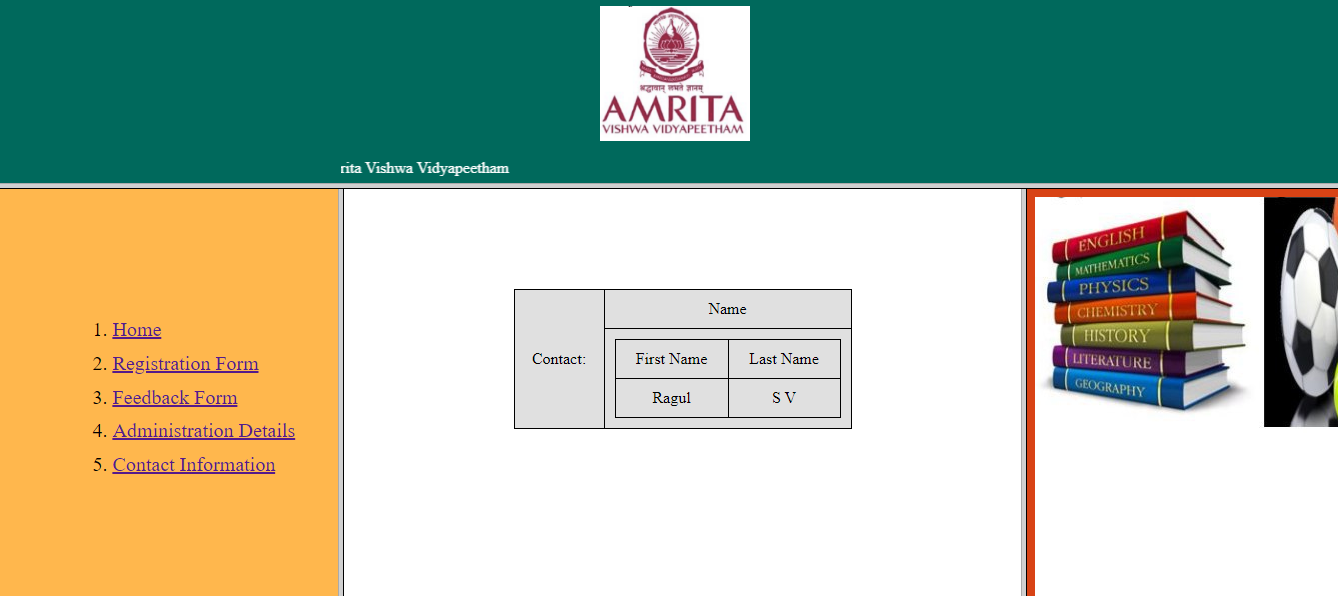 श्रद्धावान् लभते ज्ञानम्
AMRITA
VISHWA VIDYAPEETHAM
rita Vishwa Vidyapeetham
1. Home
2. Registration Form
3. Feedback Form
4. Administration Details
5. Contact Information
Name
Contact:
First Name
Last Name
Ragul
S V
ENGLISH
MATHEMATICS
PHYSICS
CHEMISTRY
HISTORY
LITERATURE
GEOGRAPHY